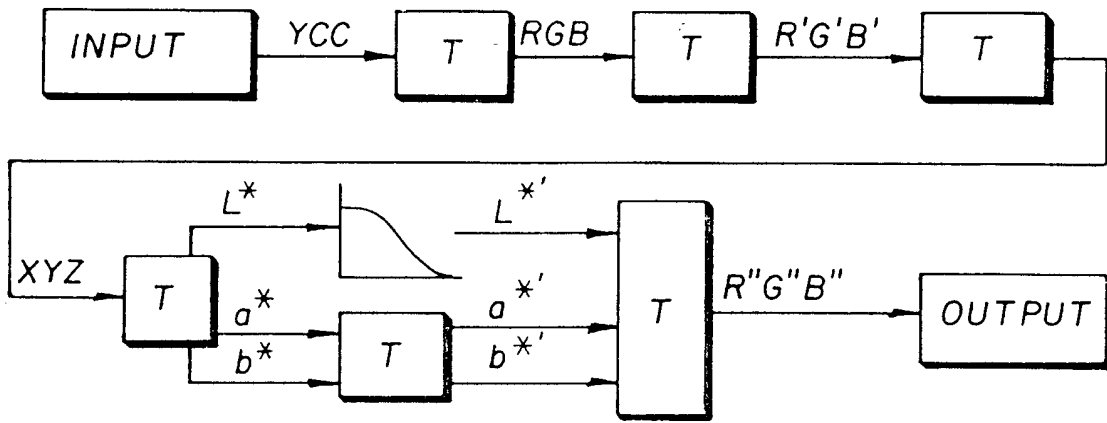 INPUT YCC T RGB T R'G'B' T
L* L*'
XYZ T a* T a*' T R"G"B" OUTPUT
b* b*'